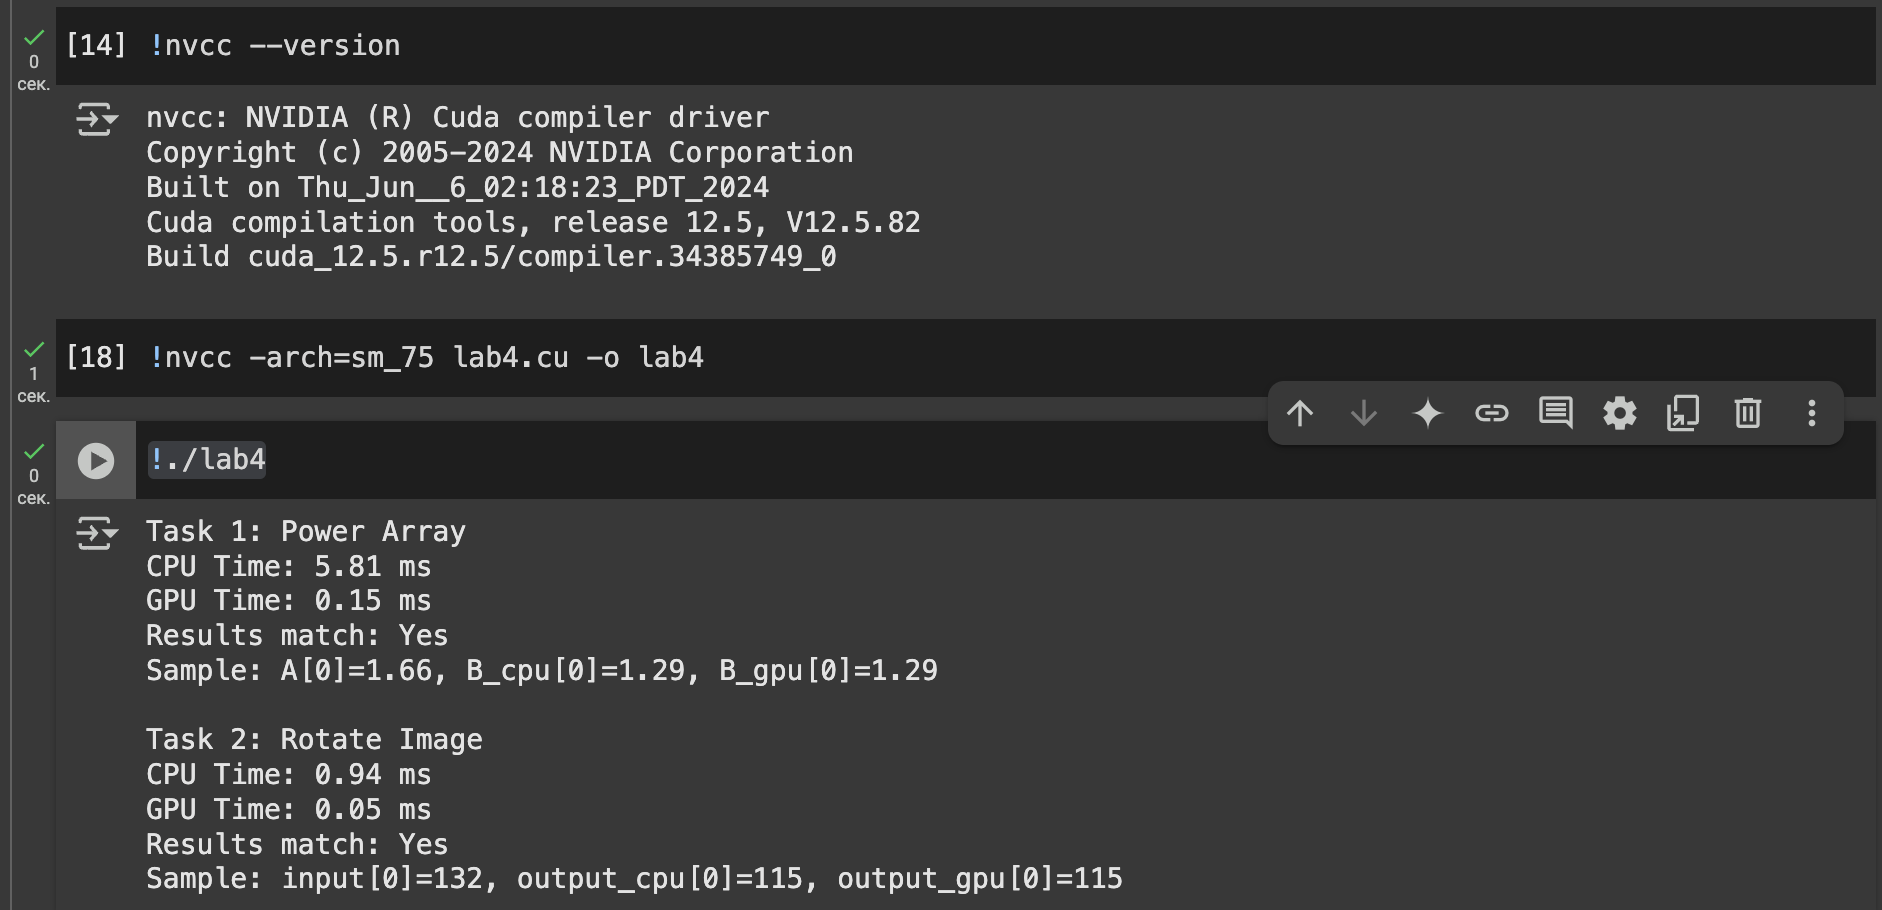 [14] !nvcc --version
0
сек.
nvcc: NVIDIA (R) Cuda compiler driver
Copyright (c) 2005-2024 NVIDIA Corporation
Built on Thu_Jun__6_02:18:23_PDT_2024
Cuda compilation tools, release 12.5, V12.5.82
Build cuda_12.5.r12.5/compiler.34385749_0
[18] !nvcc -arch=sm_75 lab4.cu -o lab4
1
сек.
!./lab4
0
сек.
Task 1: Power Array
CPU Time: 5.81 ms
GPU Time: 0.15 ms
Results match: Yes
Sample: A[0]=1.66, B_cpu[0]=1.29, B_gpu[0]=1.29
Task 2: Rotate Image
CPU Time: 0.94 ms
GPU Time: 0.05 ms
Results match: Yes
Sample: input[0]=132, output_cpu[0]=115, output_gpu[0]=115